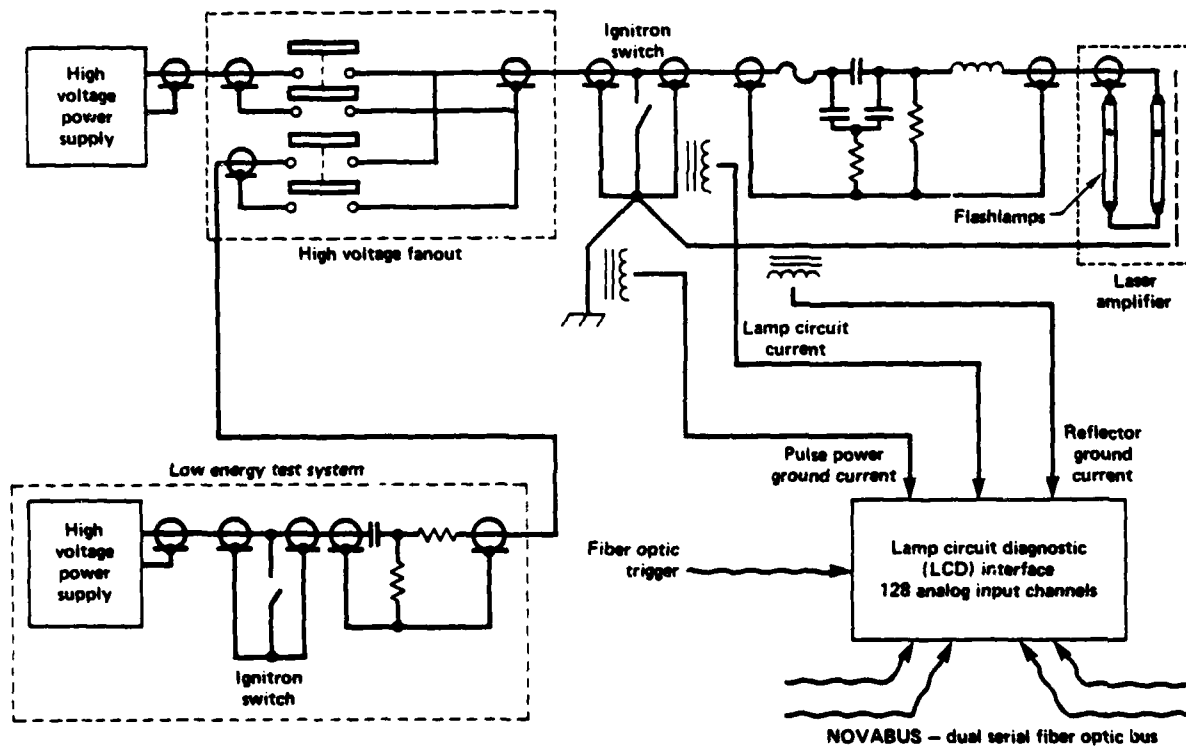 High
voltage
power
supply
Ignitron
switch
High voltage fanout
Flashlamps
Laser
amplifier
Lamp circuit
current
Pulse power
ground current
Reflector
ground
current
Low energy test system
High
voltage
power
supply
Ignitron
switch
Fiber optic
trigger
Lamp circuit diagnostic
(LCD) interface
128 analog input channels
NOVABUS – dual serial fiber optic bus